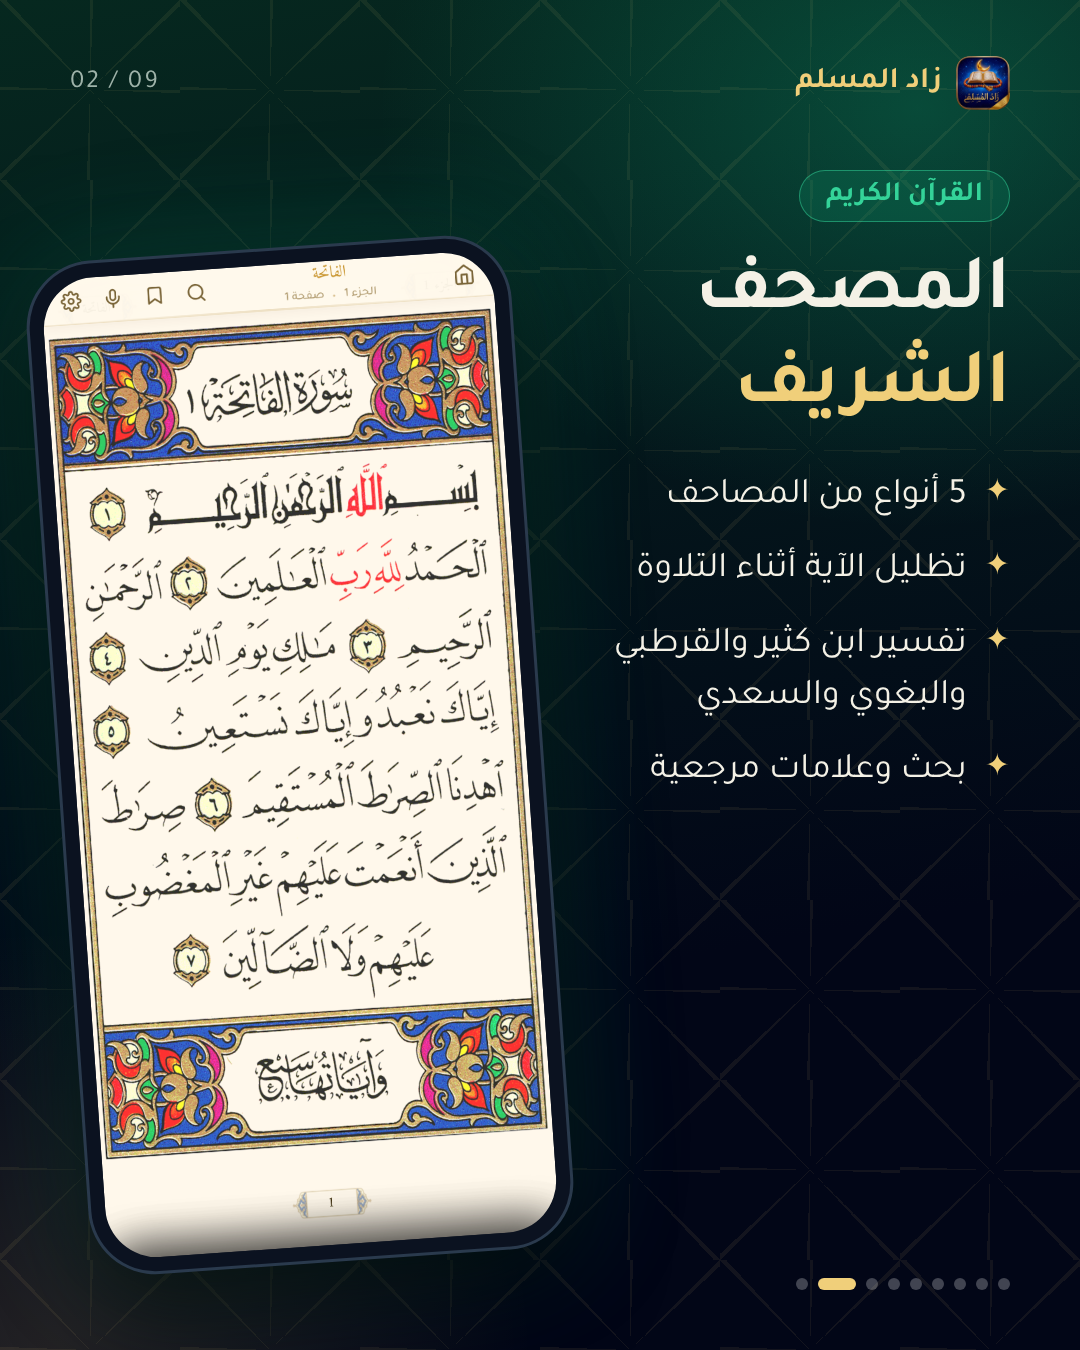 زاد المسلم
02 / 09
القرآن الكريم
المصحف
الشريف
5 أنواع من المصاحف
تظليل الآية أثناء التلاوة
تفسير ابن كثير والقرطبي
والبغوي والسعدي
بحث وعلامات مرجعية
الفاتحة
الجزء 1 . صفحة 1
سُورَةُ الفَاتِحَةِ ١
بِسْمِ ٱللَّهِ ٱلرَّحْمَٰنِ ٱلرَّحِيمِ ١
ٱلْحَمْدُ لِلَّهِ رَبِّ ٱلْعَٰلَمِينَ ٢ ٱلرَّحْمَٰنِ
ٱلرَّحِيمِ ٣ مَٰلِكِ يَوْمِ ٱلدِّينِ ٤
إِيَّاكَ نَعْبُدُ وَإِيَّاكَ نَسْتَعِينُ ٥
ٱهْدِنَا ٱلصِّرَٰطَ ٱلْمُسْتَقِيمَ ٦ صِرَٰطَ
ٱلَّذِينَ أَنْعَمْتَ عَلَيْهِمْ غَيْرِ ٱلْمَغْضُوبِ
عَلَيْهِمْ وَلَا ٱلضَّآلِّينَ ٧
وَآيَاتُهَا سَبْعٌ
1